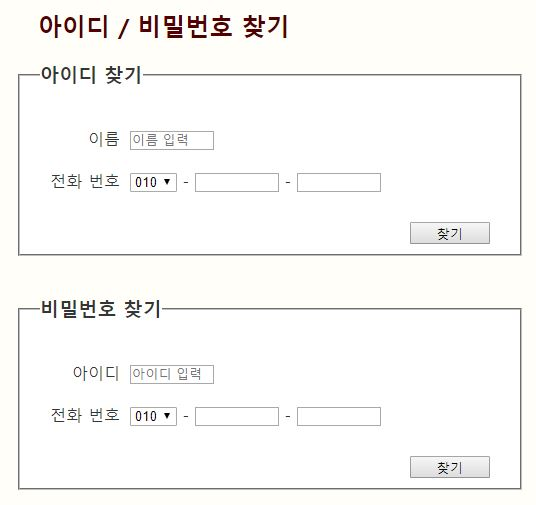 아이디 / 비밀번호 찾기
아이디 찾기
이름 이름 입력
전화 번호 010 ▼ - -
찾기
비밀번호 찾기
아이디 아이디 입력
전화 번호 010 ▼ - -
찾기